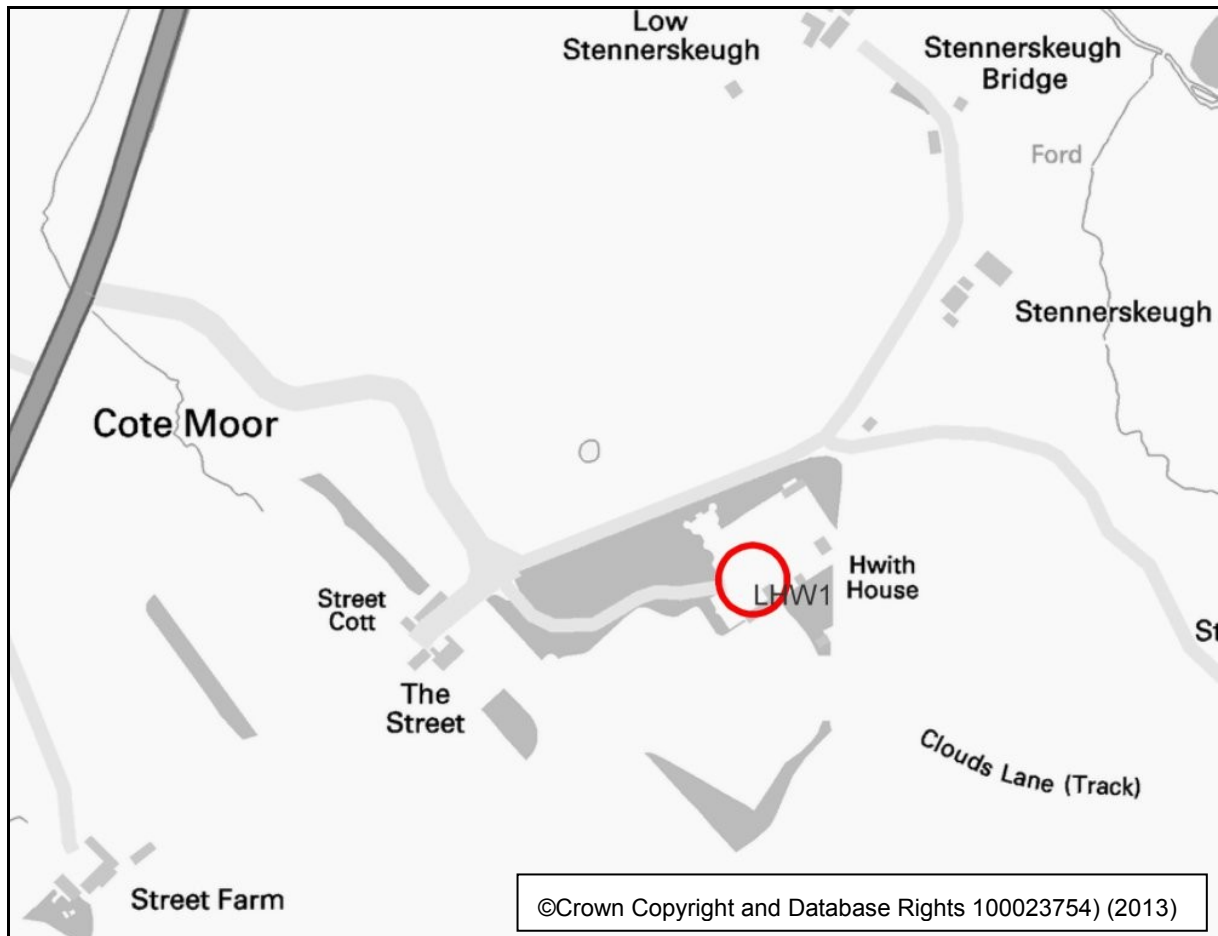 Low
Stennerskeugh
Stennerskeugh
Bridge
Ford
Stennerskeugh
Cote Moor
Hwith
House
LHW1
Street
Cott
St
The
Street
Clouds Lane (Track)
Street Farm
©Crown Copyright and Database Rights 100023754) (2013)